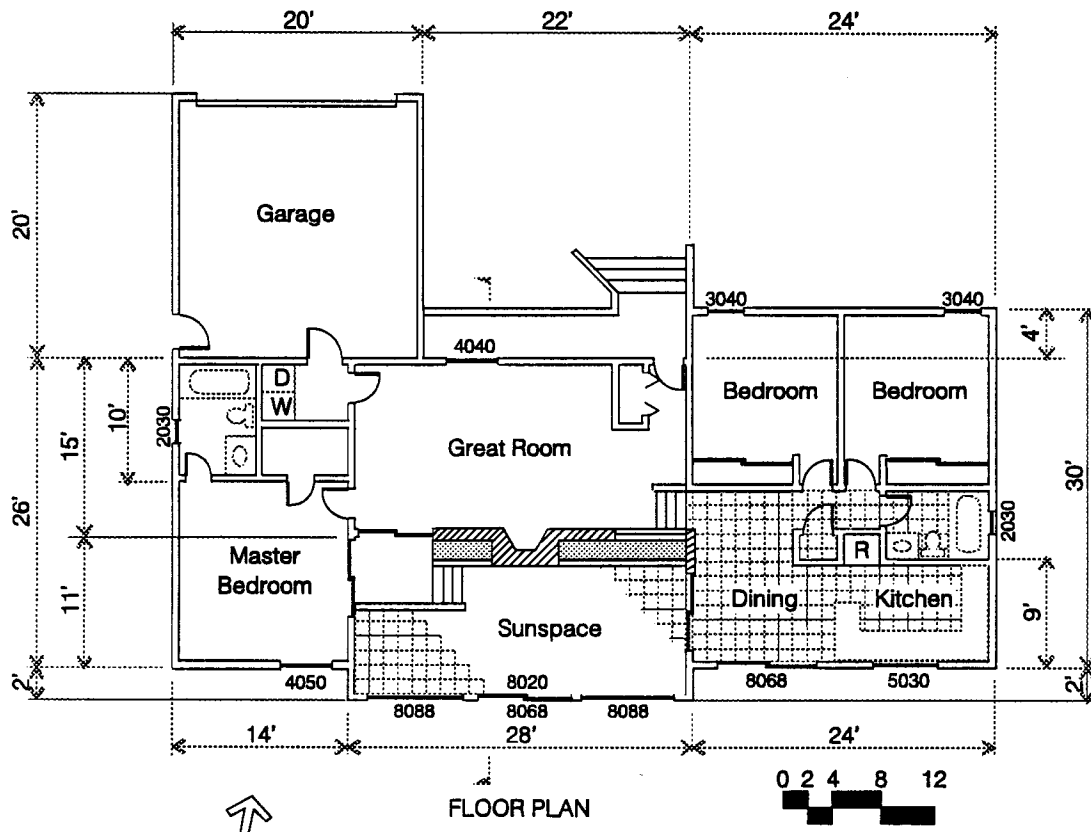 20' 22' 24'
20'
Garage
3040 3040
4'
4040
D
W
Bedroom Bedroom
10'
15'
2030
Great Room
26'
30'
2030
Master
Bedroom
R
11'
Dining Kitchen
9'
Sunspace
2' 4050 8020 8068 5030 2'
8088 8068 8088
14' 28' 24'
0 2 4 8 12
FLOOR PLAN